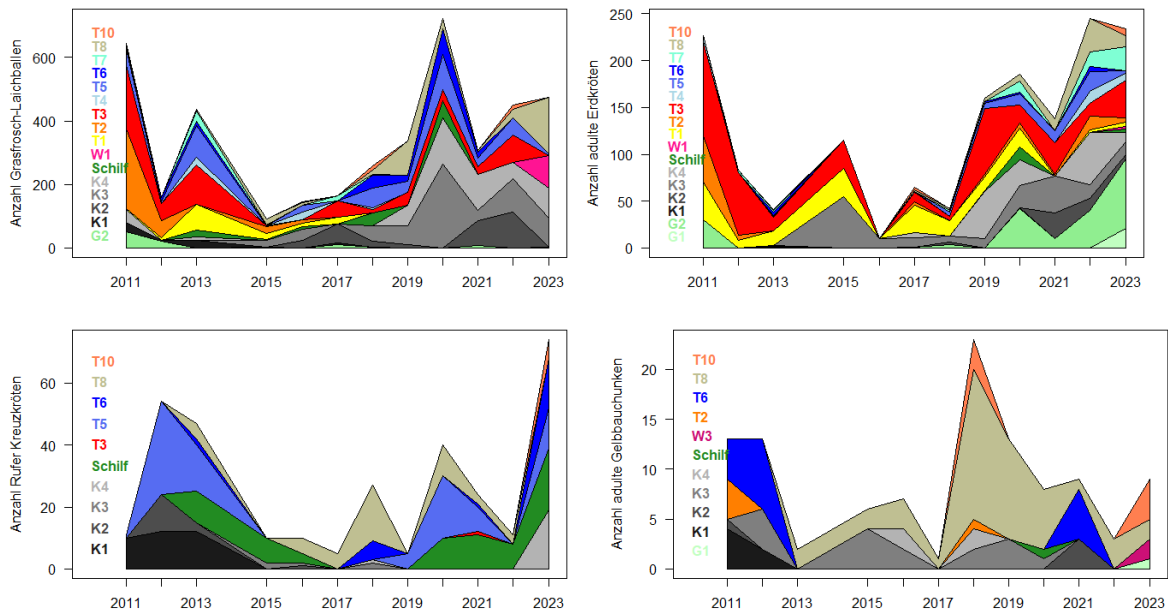 Anzahl Grasfrosch-Laichballen
600
400
200
0
T10
T8
T7
T6
T5
T4
T3
T2
T1
W1
Schilf
K4
K3
K2
K1
G2
2011
2013
2015
2017
2019
2021
2023
Anzahl adulte Erdkröten
250
200
150
100
50
0
T10
T8
T7
T6
T5
T4
T3
T2
T1
W1
Schilf
K4
K3
K2
K1
G2
G1
2011
2013
2015
2017
2019
2021
2023
Anzahl Rufer Kreuzkröten
60
40
20
0
T10
T8
T6
T5
T3
Schilf
K4
K3
K2
K1
2011
2013
2015
2017
2019
2021
2023
Anzahl adulte Gelbbauchunken
20
15
10
5
0
T10
T8
T6
T2
W3
Schilf
K4
K3
K2
K1
G1
2011
2013
2015
2017
2019
2021
2023